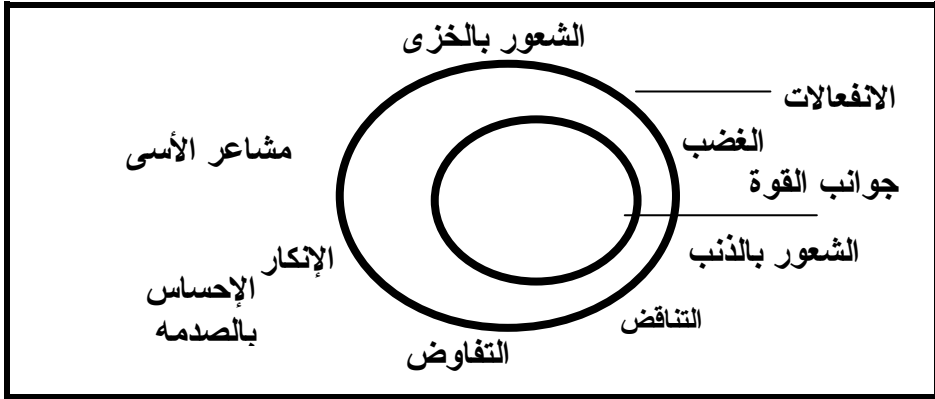 الشعور بالخزى
الانفعالات
الغضب
مشاعر الأسى
جوانب القوة
الشعور بالذنب
الإنكار
الإحساس
بالصدمه
التناقض
التفاوض